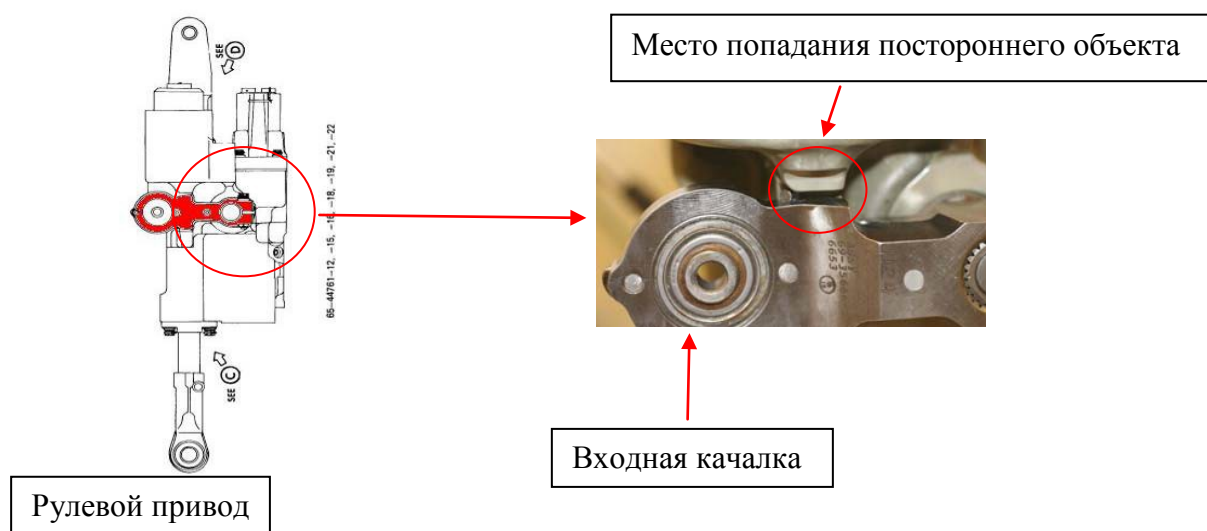 Место попадания постороннего объекта
SEE D
65-44761-12, -15, -16, -18, -19, -21, -22
SEE C
Входная качалка
Рулевой привод